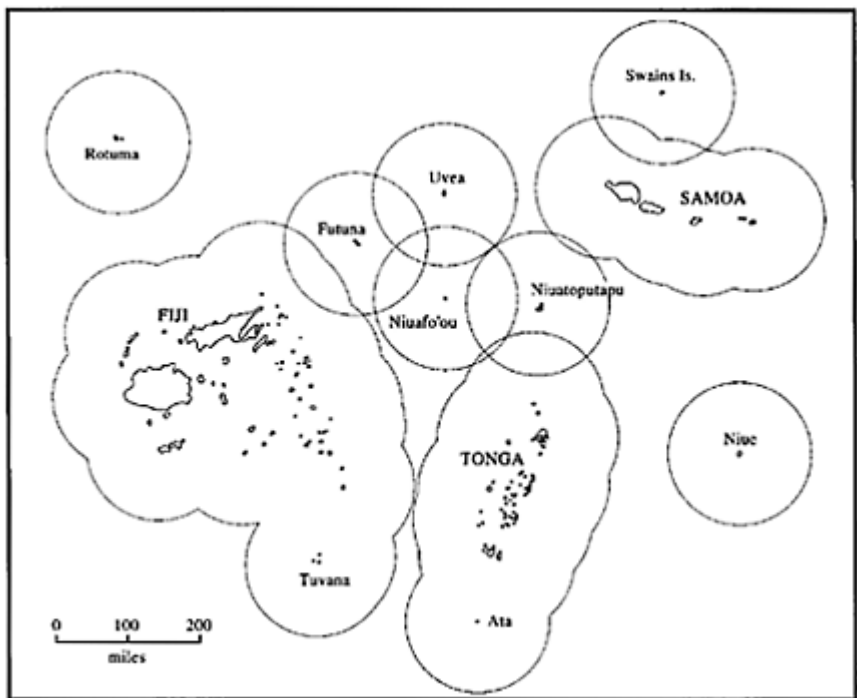 Swains Is.
Rotuma
Uvea
SAMOA
Futuna
Niuatoputapu
FIJI
Niuafo'ou
Niue
TONGA
Tuvana
Ata
0 100 200
miles